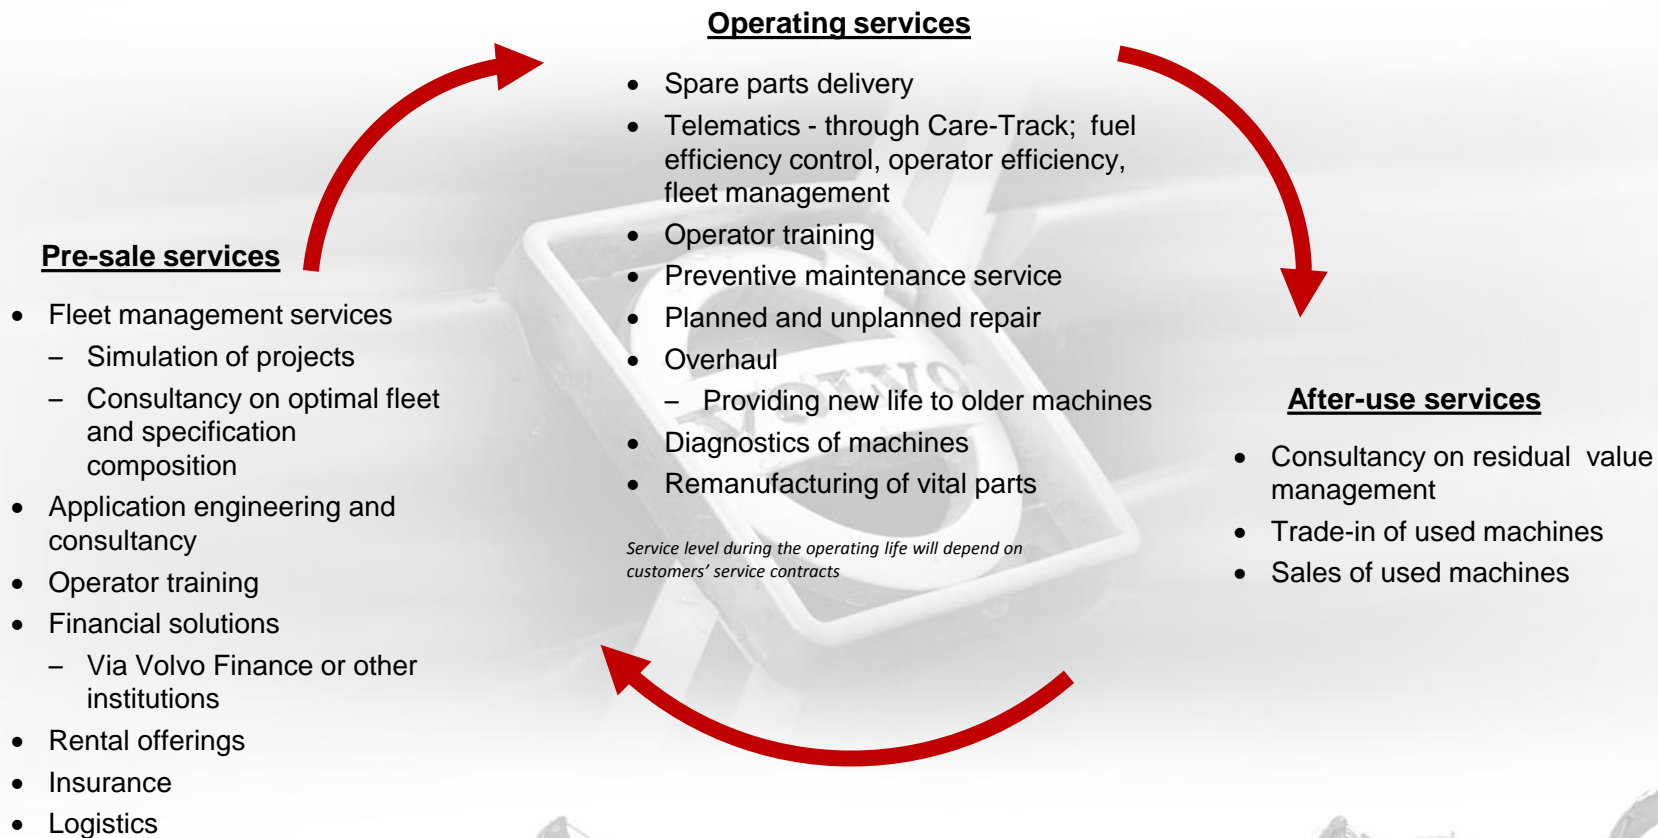 Operating services
• Spare parts delivery
• Telematics - through Care-Track; fuel
efficiency control, operator efficiency,
fleet management
• Operator training
• Preventive maintenance service
• Planned and unplanned repair
• Overhaul
– Providing new life to older machines
• Diagnostics of machines
• Remanufacturing of vital parts
Service level during the operating life will depend on
customers’ service contracts
Pre-sale services
• Fleet management services
– Simulation of projects
– Consultancy on optimal fleet
and specification
composition
• Application engineering and
consultancy
• Operator training
• Financial solutions
– Via Volvo Finance or other
institutions
• Rental offerings
• Insurance
• Logistics
After-use services
• Consultancy on residual value
management
• Trade-in of used machines
• Sales of used machines
VOLVO